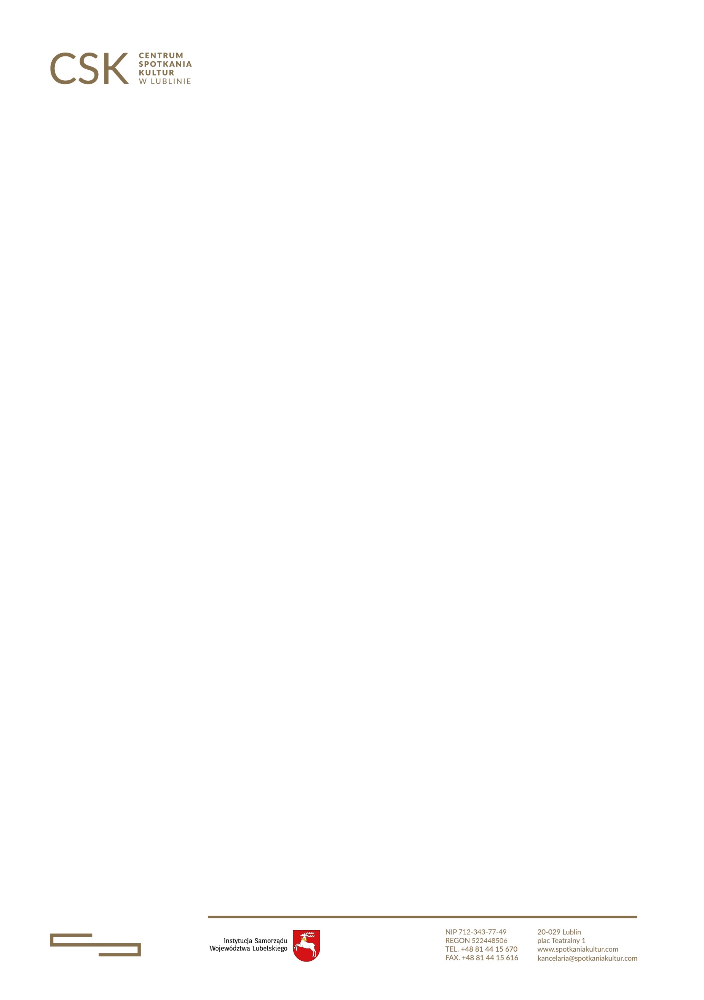 CSK
CENTRUM
SPOTKANIA
KULTUR
W LUBLINIE
Instytucja Samorządu
Województwa Lubelskiego
NIP 712-343-77-49
REGON 522448506
TEL. +48 81 44 15 670
FAX. +48 81 44 15 616
20-029 Lublin
plac Teatralny 1
www.spotkaniakultur.com
kancelaria@spotkaniakultur.com